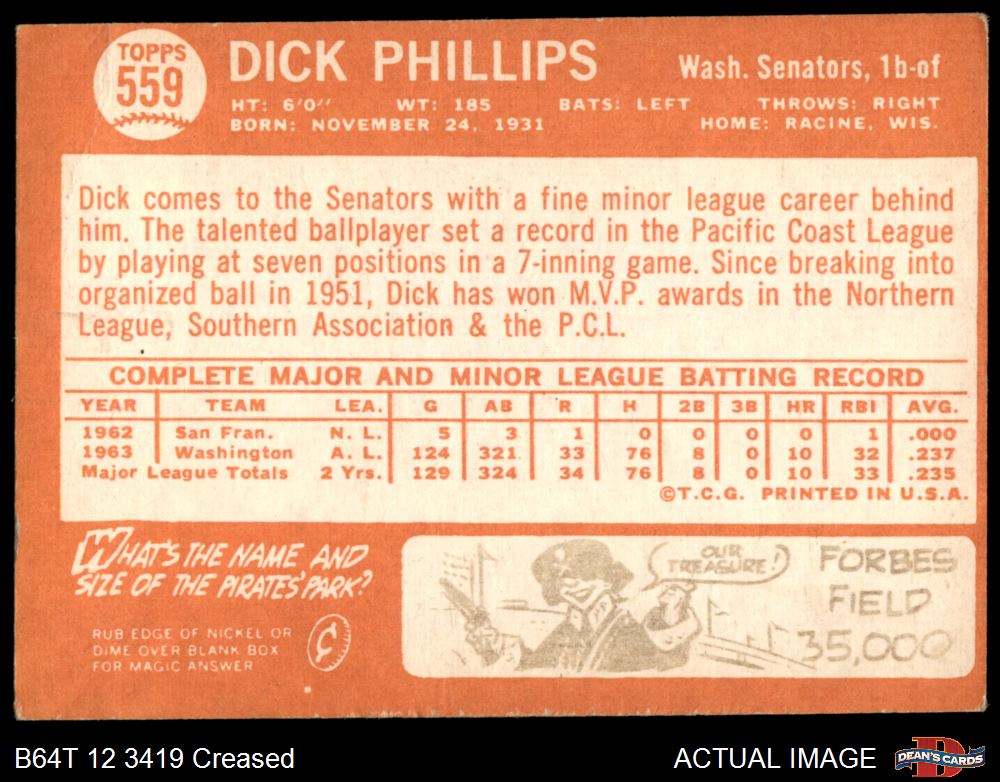 TOPPS
559
DICK PHILLIPS
Wash. Senators, 1b-of
HT: 6'0" WT: 185 BATS: LEFT THROWS: RIGHT
BORN: NOVEMBER 24, 1931 HOME: RACINE, WIS.
Dick comes to the Senators with a fine minor league career behind
him. The talented ballplayer set a record in the Pacific Coast League
by playing at seven positions in a 7-inning game. Since breaking into
organized ball in 1951, Dick has won M.V.P. awards in the Northern
League, Southern Association & the P.C.L.
COMPLETE MAJOR AND MINOR LEAGUE BATTING RECORD
YEAR TEAM LEA. G AB R H 2B 3B HR RBI AVG.
1962 San Fran. N. L. 5 3 1 0 0 0 0 1 .000
1963 Washington A. L. 124 321 33 76 8 0 10 32 .237
Major League Totals 2 Yrs. 129 324 34 76 8 0 10 33 .235
©T.C.G. PRINTED IN U.S.A.
WHAT'S THE NAME AND
SIZE OF THE PIRATES' PARK?
RUB EDGE OF NICKEL OR
DIME OVER BLANK BOX
FOR MAGIC ANSWER
OUR
TREASURE!
FORBES
FIELD
35,000
B64T 12 3419 Creased
ACTUAL IMAGE
DEAN'S CARDS